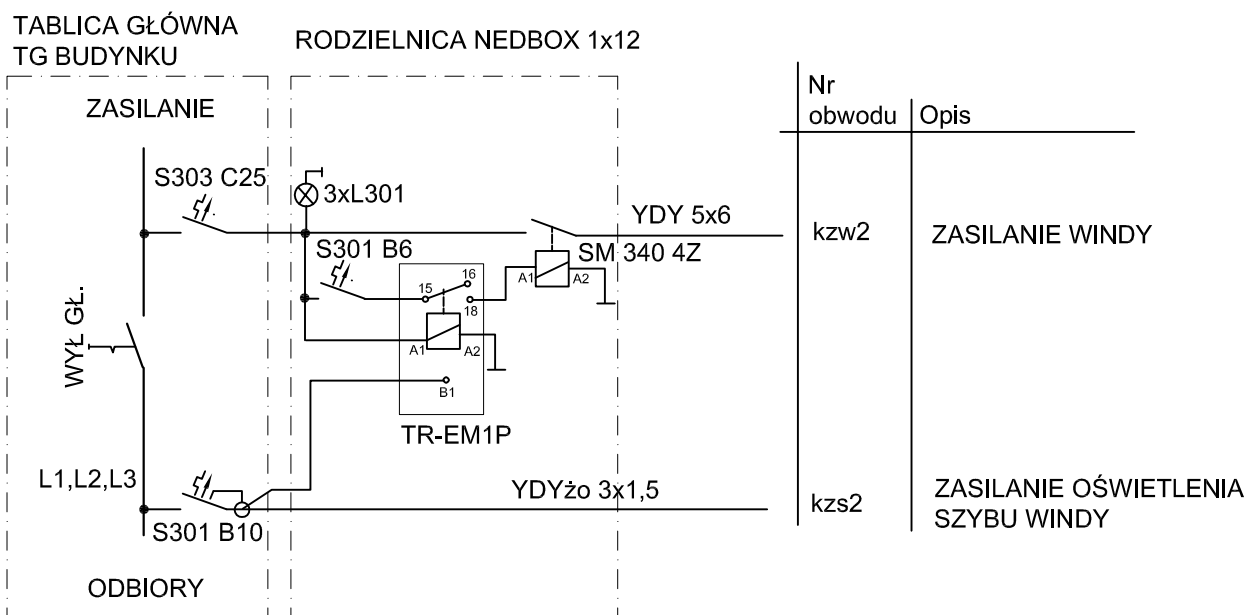 TABLICA GŁÓWNA
TG BUDYNKU
RODZIELNICA NEDBOX 1x12
Nr
obwodu
Opis
ZASILANIE
S303 C25
3xL301
YDY 5x6
kzw2
ZASILANIE WINDY
S301 B6
SM 340 4Z
A1
A2
15
16
18
A1
A2
B1
WYŁ GŁ.
TR-EM1P
L1,L2,L3
YDYżo 3x1,5
kzs2
ZASILANIE OŚWIETLENIA
SZYBU WINDY
S301 B10
ODBIORY